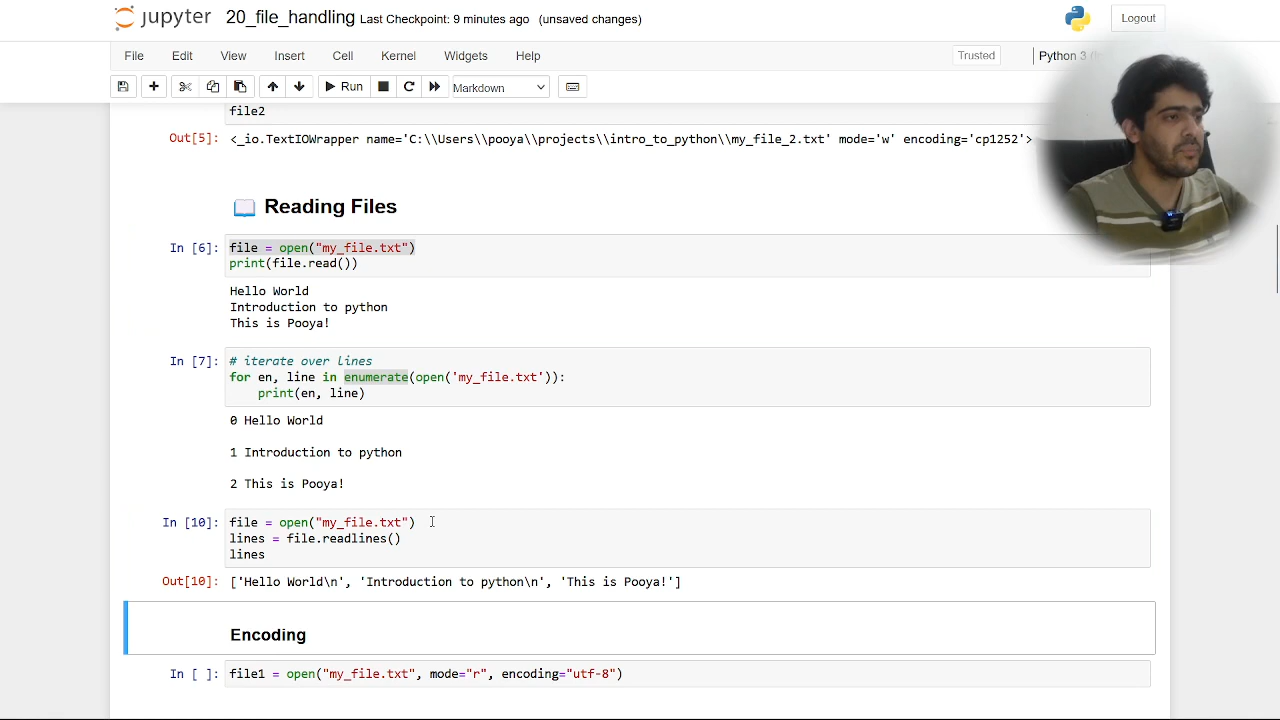 jupyter 20_file_handling Last Checkpoint: 9 minutes ago (unsaved changes) Logout
File Edit View Insert Cell Kernel Widgets Help Trusted Python 3
Run Markdown
file2
Out[5]: <_io.TextIOWrapper name='C:\\Users\\pooya\\projects\\intro_to_python\\my_file_2.txt' mode='w' encoding='cp1252'>
📖 Reading Files
In [6]: file = open("my_file.txt")
print(file.read())
Hello World
Introduction to python
This is Pooya!
In [7]: # iterate over lines
for en, line in enumerate(open('my_file.txt')):
    print(en, line)
0 Hello World
1 Introduction to python
2 This is Pooya!
In [10]: file = open("my_file.txt")
lines = file.readlines()
lines
Out[10]: ['Hello World\n', 'Introduction to python\n', 'This is Pooya!']
Encoding
In [ ]: file1 = open("my_file.txt", mode="r", encoding="utf-8")